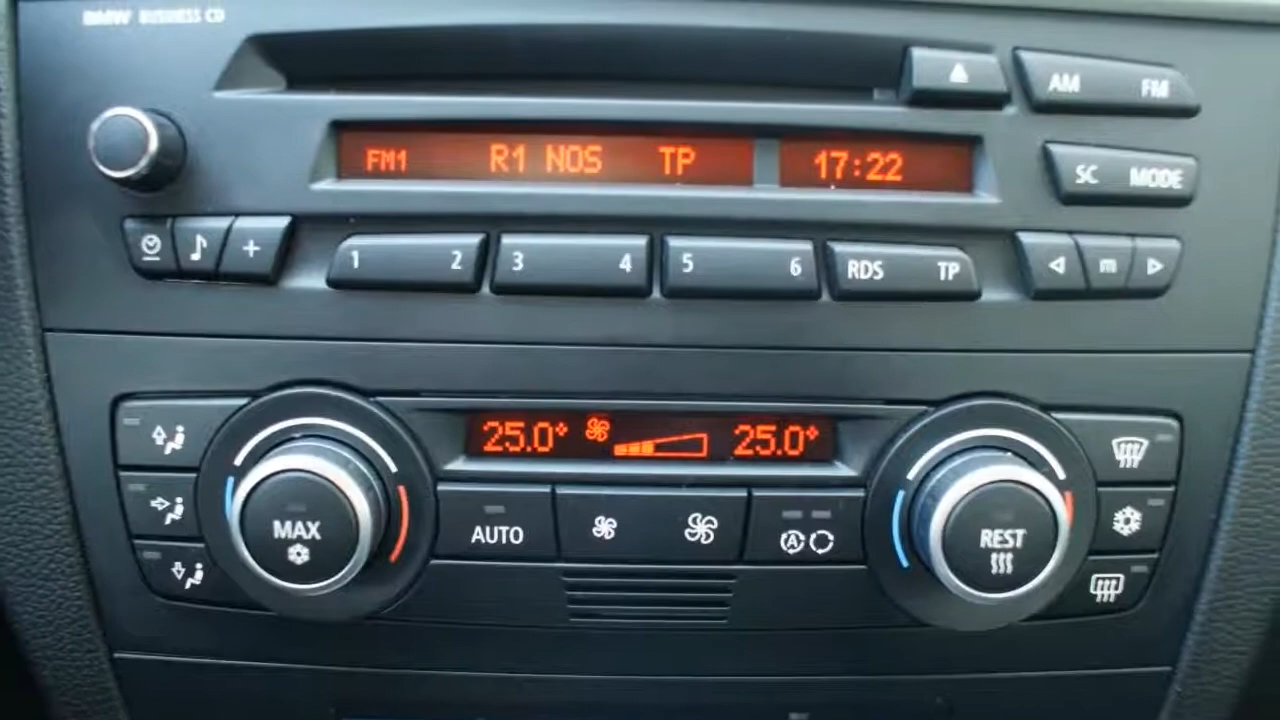 BMW BUSINESS CD
AM FM
FM1 R1 NOS TP 17:22
SC MODE
1 2 3 4 5 6 RDS TP m
25.0° 25.0°
MAX AUTO A REST